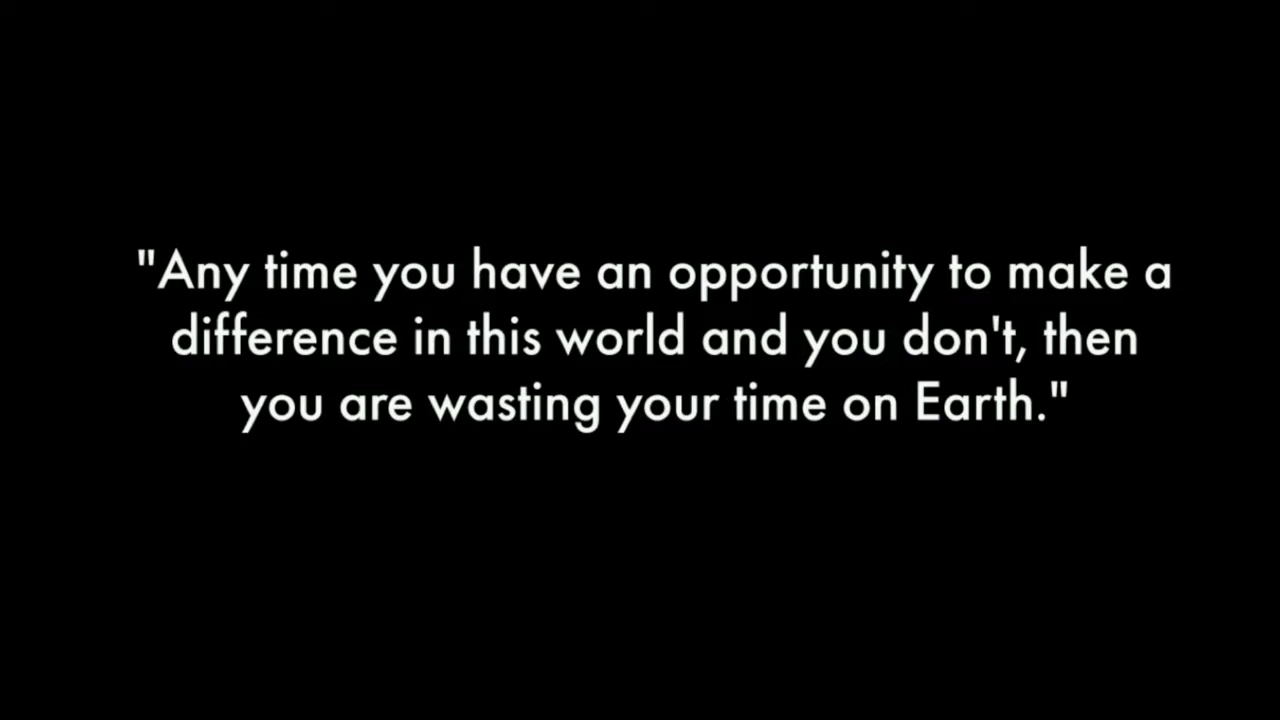 "Any time you have an opportunity to make a
difference in this world and you don't, then
you are wasting your time on Earth."